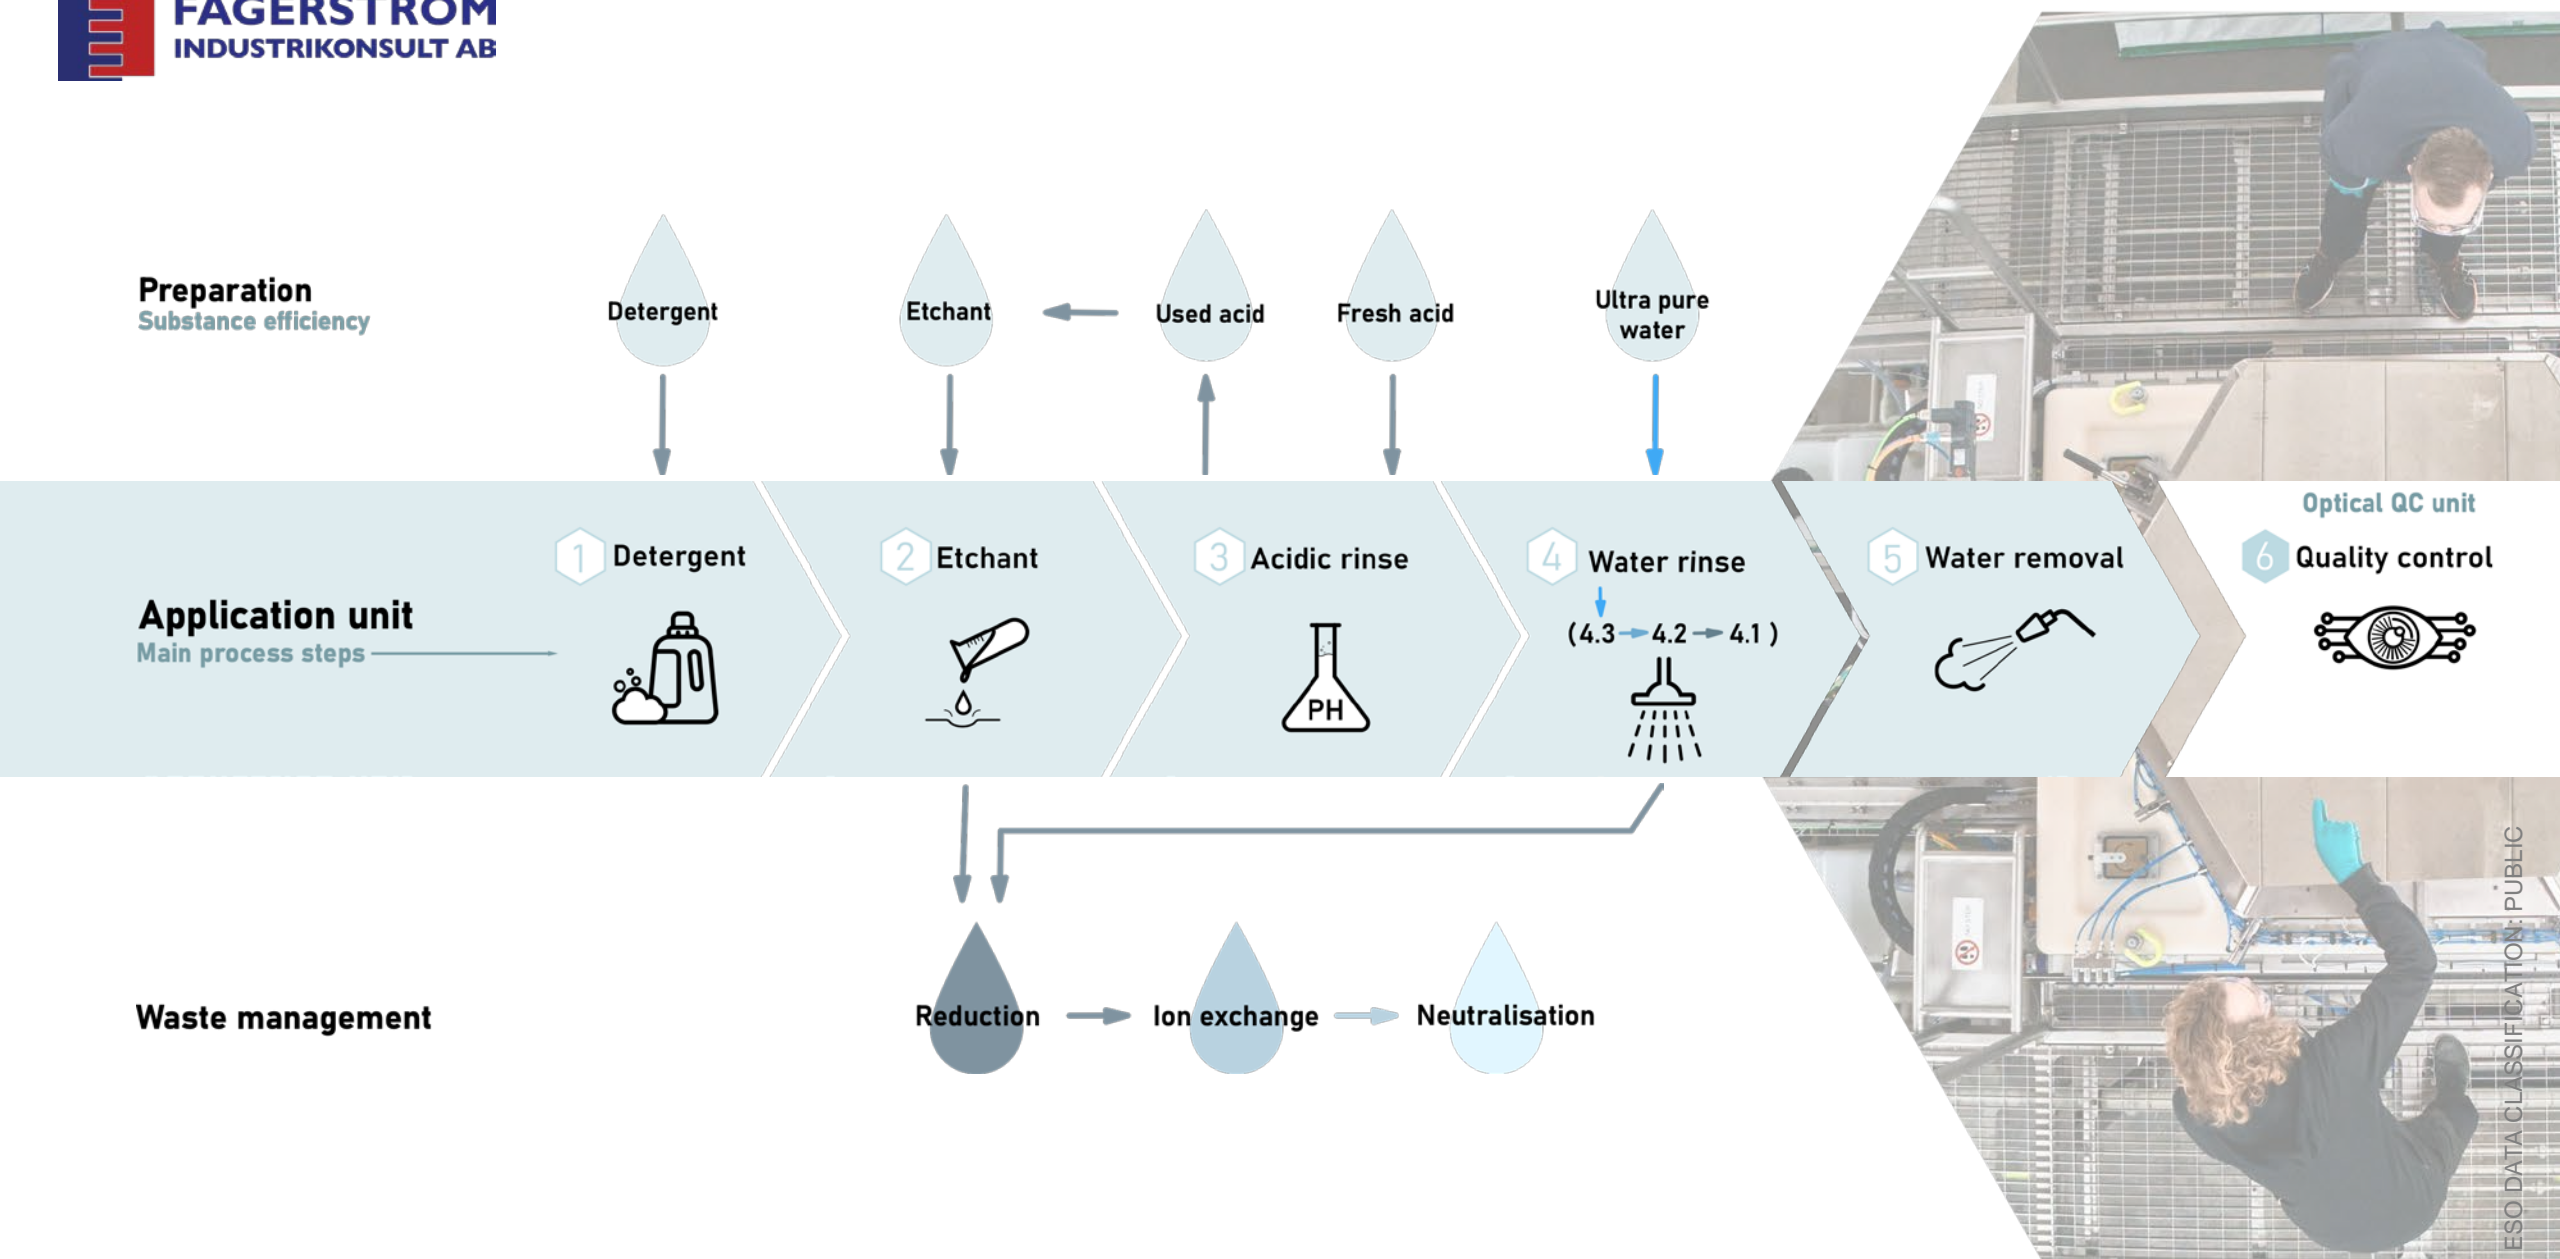 FAGERSTROM
INDUSTRIKONSULT AB
Preparation
Substance efficiency
Detergent
Etchant
Used acid
Fresh acid
Ultra pure
water
Application unit
Main process steps
1 Detergent
2 Etchant
3 Acidic rinse
PH
4 Water rinse
(4.3 4.2 4.1 )
5 Water removal
Optical QC unit
6 Quality control
Waste management
Reduction
Ion exchange
Neutralisation
ESO DATA CLASSIFICATION: PUBLIC